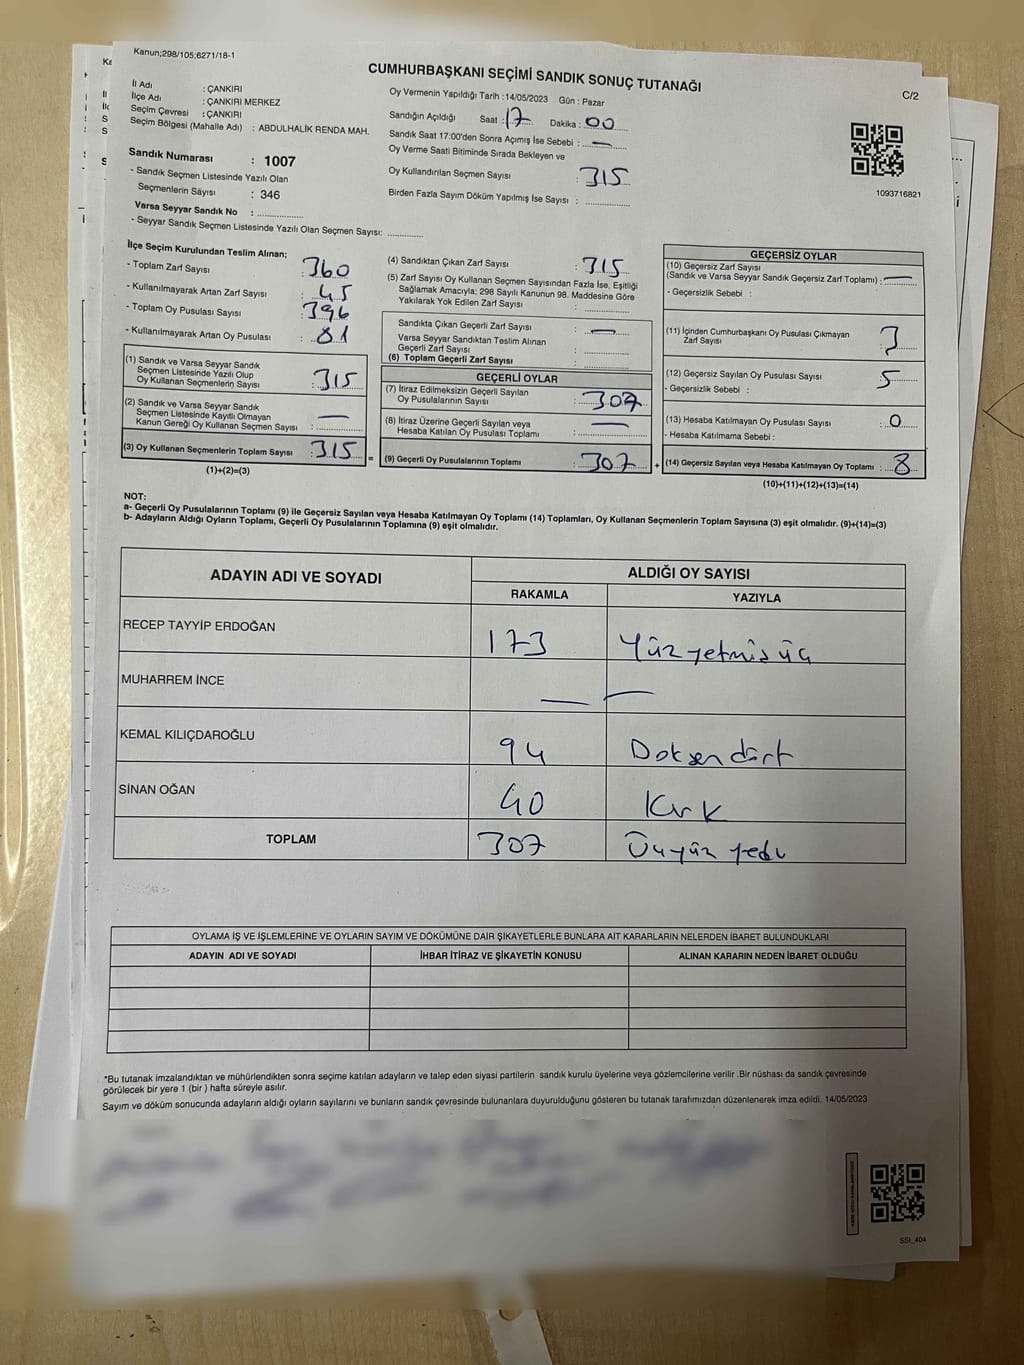 Kanun;298/105;6271/18-1
CUMHURBAŞKANI SEÇİMİ SANDIK SONUÇ TUTANAĞI
C/2
İl Adı : ÇANKIRI
İlçe Adı : ÇANKIRI MERKEZ
Seçim Çevresi : ÇANKIRI
Seçim Bölgesi (Mahalle Adı) : ABDULHALİK RENDA MAH.
Sandık Numarası : 1007
- Sandık Seçmen Listesinde Yazılı Olan
Seçmenlerin Sayısı : 346
Varsa Seyyar Sandık No : ..............
- Seyyar Sandık Seçmen Listesinde Yazılı Olan Seçmen Sayısı: ...........
Oy Vermenin Yapıldığı Tarih : 14/05/2023 Gün : Pazar
Sandığın Açıldığı Saat : 17 Dakika : 00
Sandık Saat 17:00'den Sonra Açımış İse Sebebi : —
Oy Verme Saati Bitiminde Sırada Bekleyen ve
Oy Kullandırılan Seçmen Sayısı : 315
Birden Fazla Sayım Döküm Yapılmış İse Sayısı : ..............
1093716821
İlçe Seçim Kurulundan Teslim Alınan;
- Toplam Zarf Sayısı : 360
- Kullanılmayarak Artan Zarf Sayısı : 45
- Toplam Oy Pusulası Sayısı : 396
- Kullanılmayarak Artan Oy Pusulası : 81
(1) Sandık ve Varsa Seyyar Sandık
Seçmen Listesinde Yazılı Olup
Oy Kullanan Seçmenlerin Sayısı : 315
(2) Sandık ve Varsa Seyyar Sandık
Seçmen Listesinde Kayıtlı Olmayan
Kanun Gereği Oy Kullanan Seçmen Sayısı : —
(3) Oy Kullanan Seçmenlerin Toplam Sayısı : 315
(1)+(2)=(3)
(4) Sandıktan Çıkan Zarf Sayısı : 315
(5) Zarf Sayısı Oy Kullanan Seçmen Sayısından Fazla İse, Eşitliği
Sağlamak Amacıyla; 298 Sayılı Kanunun 98. Maddesine Göre
Yakılarak Yok Edilen Zarf Sayısı : ..............
Sandıkta Çıkan Geçerli Zarf Sayısı : —
Varsa Seyyar Sandıktan Teslim Alınan
Geçerli Zarf Sayısı : ..............
(6) Toplam Geçerli Zarf Sayısı : ..............
GEÇERLİ OYLAR
(7) İtiraz Edilmeksizin Geçerli Sayılan
Oy Pusulalarının Sayısı : 307
(8) İtiraz Üzerine Geçerli Sayılan veya
Hesaba Katılan Oy Pusulası Toplamı : —
= (9) Geçerli Oy Pusulalarının Toplamı : 307
GEÇERSİZ OYLAR
(10) Geçersiz Zarf Sayısı
(Sandık ve Varsa Seyyar Sandık Geçersiz Zarf Toplamı) : —
- Geçersizlik Sebebi :
(11) İçinden Cumhurbaşkanı Oy Pusulası Çıkmayan
Zarf Sayısı : 3
(12) Geçersiz Sayılan Oy Pusulası Sayısı : 5
- Geçersizlik Sebebi :
(13) Hesaba Katılmayan Oy Pusulası Sayısı : 0
- Hesaba Katılmama Sebebi :
+ (14) Geçersiz Sayılan veya Hesaba Katılmayan Oy Toplamı : 8
(10)+(11)+(12)+(13)=(14)
NOT:
a- Geçerli Oy Pusulalarının Toplamı (9) ile Geçersiz Sayılan veya Hesaba Katılmayan Oy Toplamı (14) Toplamları, Oy Kullanan Seçmenlerin Toplam Sayısına (3) eşit olmalıdır. (9)+(14)=(3)
b- Adayların Aldığı Oyların Toplamı, Geçerli Oy Pusulalarının Toplamına (9) eşit olmalıdır.
ADAYIN ADI VE SOYADI
ALDIĞI OY SAYISI
RAKAMLA YAZIYLA
RECEP TAYYİP ERDOĞAN 173 Yüz yetmis üç
MUHARREM İNCE — —
KEMAL KILIÇDAROĞLU 94 Doksan dört
SİNAN OĞAN 40 Kırk
TOPLAM 307 Üçyüz yedi
OYLAMA İŞ VE İŞLEMLERİNE VE OYLARIN SAYIM VE DÖKÜMÜNE DAİR ŞİKAYETLERLE BUNLARA AİT KARARLARIN NELERDEN İBARET BULUNDUKLARI
ADAYIN ADI VE SOYADI İHBAR İTİRAZ VE ŞİKAYETİN KONUSU ALINAN KARARIN NEDEN İBARET OLDUĞU
*Bu tutanak imzalandıktan ve mühürlendikten sonra seçime katılan adayların ve talep eden siyasi partilerin sandık kurulu üyelerine veya gözlemcilerine verilir .Bir nüshası da sandık çevresinde
görülecek bir yere 1 (bir ) hafta süreyle asılır.
Sayım ve döküm sonucunda adayların aldığı oyların sayılarını ve bunların sandık çevresinde bulunanlara duyurulduğunu gösteren bu tutanak tarafımızdan düzenlenerek imza edildi. 14/05/2023
SSI_404